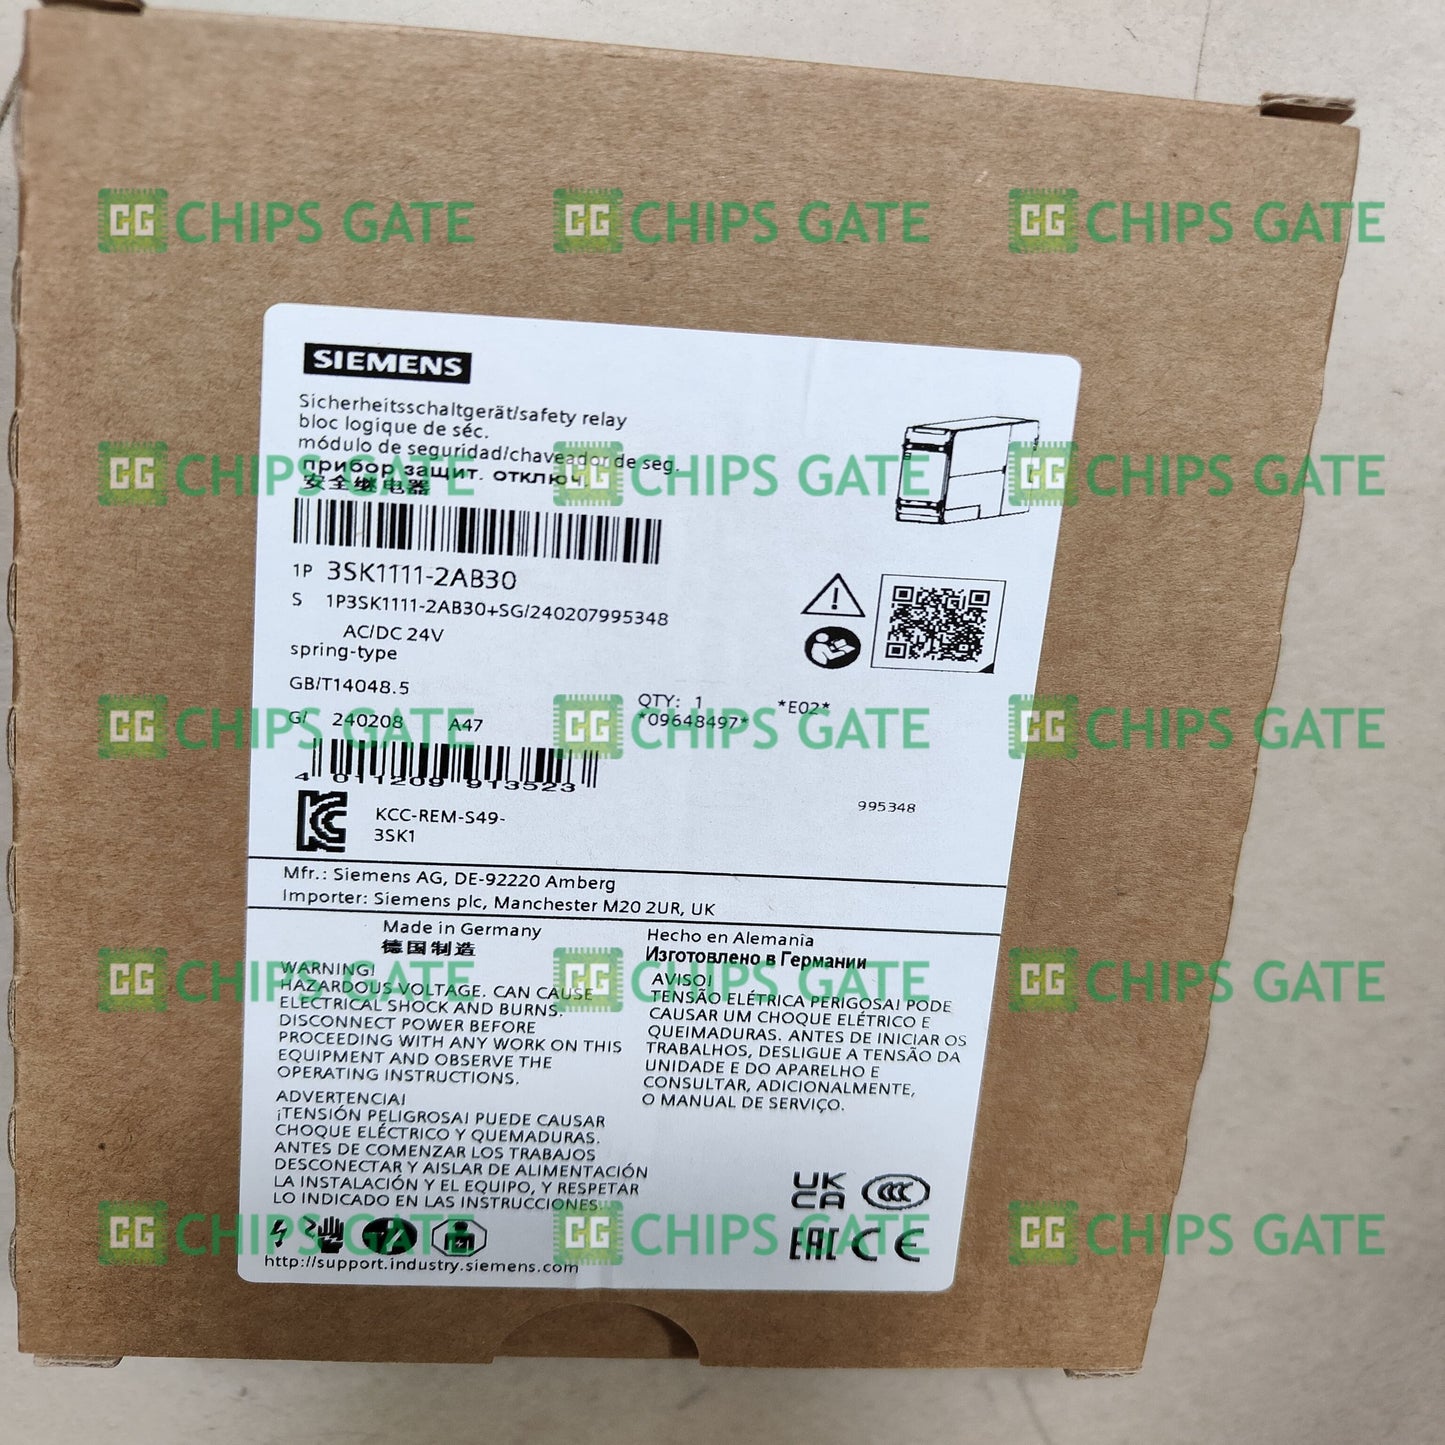 SIEMENS
Sicherheitsschaltgerät/safety relay
bloc logique de séc.
módulo de seguridad/chaveador de seg.
прибор защит. отключ.
安全继电器
1P 3SK1111-2AB30
S 1P3SK1111-2AB30+SG/240207995348
AC/DC 24V
spring-type
GB/T14048.5
QTY: 1 *E02*
G/ 240208 A47 *09648497*
4 011209 913523
995348
KCC-REM-S49-
3SK1
Mfr.: Siemens AG, DE-92220 Amberg
Importer: Siemens plc, Manchester M20 2UR, UK
Made in Germany
德国制造
WARNING!
HAZARDOUS VOLTAGE. CAN CAUSE
ELECTRICAL SHOCK AND BURNS.
DISCONNECT POWER BEFORE
PROCEEDING WITH ANY WORK ON THIS
EQUIPMENT AND OBSERVE THE
OPERATING INSTRUCTIONS.
ADVERTENCIA!
¡TENSIÓN PELIGROSA! PUEDE CAUSAR
CHOQUE ELÉCTRICO Y QUEMADURAS.
ANTES DE COMENZAR LOS TRABAJOS
DESCONECTAR Y AISLAR DE ALIMENTACIÓN
LA INSTALACIÓN Y EL EQUIPO, Y RESPETAR
LO INDICADO EN LAS INSTRUCCIONES.
http://support.industry.siemens.com
Hecho en Alemania
Изготовлено в Германии
AVISO!
TENSÃO ELÉTRICA PERIGOSA! PODE
CAUSAR UM CHOQUE ELÉTRICO E
QUEIMADURAS. ANTES DE INICIAR OS
TRABALHOS, DESLIGUE A TENSÃO DA
UNIDADE E DO APARELHO E
CONSULTAR, ADICIONALMENTE,
O MANUAL DE SERVIÇO.
UK
CA
CCC
EAC CE
CG CHIPS GATE CG CHIPS GATE CG CHIPS GATE
CG CHIPS GATE CG CHIPS GATE CG CHIPS GATE
CG CHIPS GATE CG CHIPS GATE CG CHIPS GATE
CG CHIPS GATE CG CHIPS GATE CG CHIPS GATE
CG CHIPS GATE CG CHIPS GATE CG CHIPS GATE